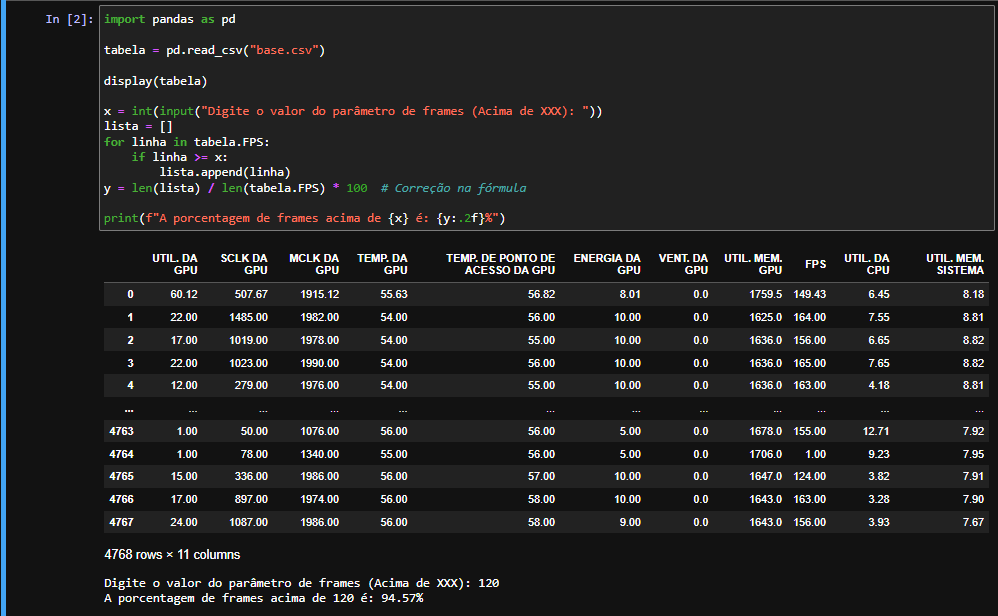 In [2]: import pandas as pd
tabela = pd.read_csv("base.csv")
display(tabela)
x = int(input("Digite o valor do parâmetro de frames (Acima de XXX): "))
lista = []
for linha in tabela.FPS:
    if linha >= x:
        lista.append(linha)
y = len(lista) / len(tabela.FPS) * 100  # Correção na fórmula
print(f"A porcentagem de frames acima de {x} é: {y:.2f}%")
UTIL. DA GPU SCLK DA GPU MCLK DA GPU TEMP. DA GPU TEMP. DE PONTO DE ACESSO DA GPU ENERGIA DA GPU VENT. DA GPU UTIL. MEM. GPU FPS UTIL. DA CPU UTIL. MEM. SISTEMA
0 60.12 507.67 1915.12 55.63 56.82 8.01 0.0 1759.5 149.43 6.45 8.18
1 22.00 1485.00 1982.00 54.00 56.00 10.00 0.0 1625.0 164.00 7.55 8.81
2 17.00 1019.00 1978.00 54.00 55.00 10.00 0.0 1636.0 156.00 6.65 8.82
3 22.00 1023.00 1990.00 54.00 56.00 10.00 0.0 1636.0 165.00 7.65 8.82
4 12.00 279.00 1976.00 54.00 55.00 10.00 0.0 1636.0 163.00 4.18 8.81
... ... ... ... ... ... ... ... ... ... ... ...
4763 1.00 50.00 1076.00 56.00 56.00 5.00 0.0 1678.0 155.00 12.71 7.92
4764 1.00 78.00 1340.00 55.00 56.00 5.00 0.0 1706.0 1.00 9.23 7.95
4765 15.00 336.00 1986.00 56.00 57.00 10.00 0.0 1647.0 124.00 3.82 7.91
4766 17.00 897.00 1974.00 56.00 58.00 10.00 0.0 1643.0 163.00 3.28 7.90
4767 24.00 1087.00 1986.00 56.00 58.00 9.00 0.0 1643.0 156.00 3.93 7.67
4768 rows × 11 columns
Digite o valor do parâmetro de frames (Acima de XXX): 120
A porcentagem de frames acima de 120 é: 94.57%